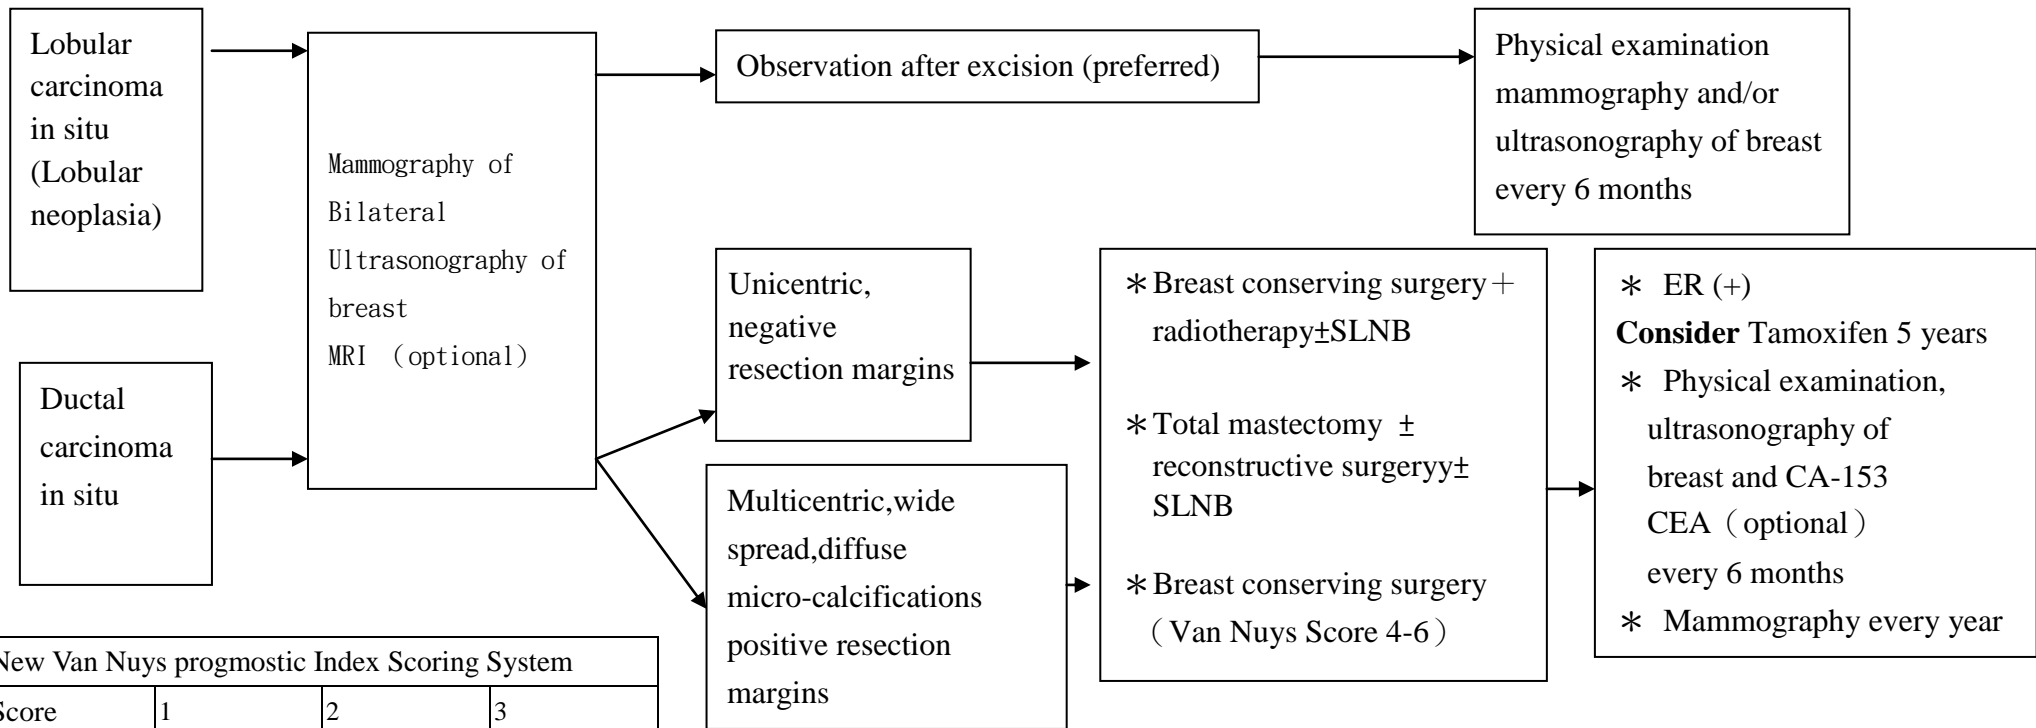 Lobular
carcinoma
in situ
(Lobular
neoplasia)
Ductal
carcinoma
in situ
Mammography of
Bilateral
Ultrasonography of
breast
MRI （optional）
Observation after excision (preferred)
Physical examination
mammography and/or
ultrasonography of breast
every 6 months
Unicentric,
negative
resection margins
Multicentric,wide
spread,diffuse
micro-calcifications
positive resection
margins
＊Breast conserving surgery＋
radiotherapy±SLNB
＊Total mastectomy ±
reconstructive surgeryy±
SLNB
＊Breast conserving surgery
（Van Nuys Score 4-6）
＊ ER (+)
Consider Tamoxifen 5 years
＊ Physical examination,
ultrasonography of
breast and CA-153
CEA（optional）
every 6 months
＊ Mammography every year
New Van Nuys progmostic Index Scoring System
Score 1 2 3